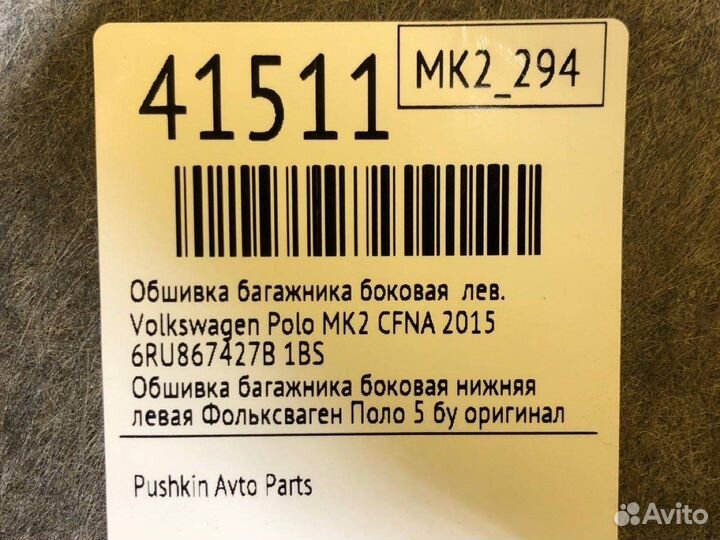 41511
MK2_294
Обшивка багажника боковая лев.
Volkswagen Polo MK2 CFNA 2015
6RU867427B 1BS
Обшивка багажника боковая нижняя
левая Фольксваген Поло 5 бу оригинал
Pushkin Avto Parts
Avito